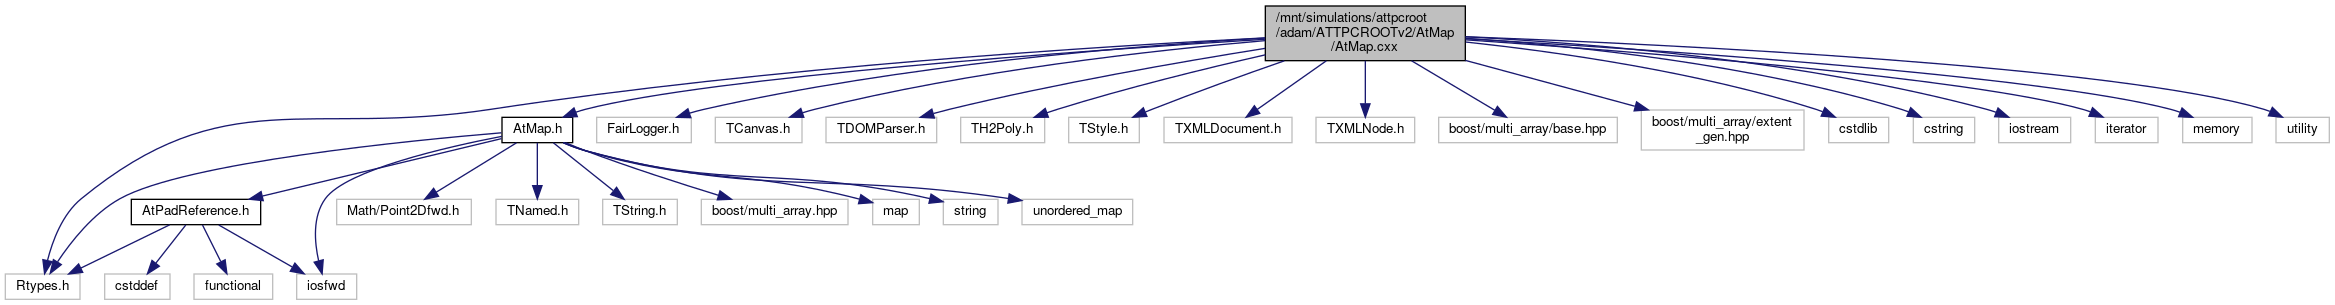 /mnt/simulations/attpcroot
/adam/ATTPCROOTv2/AtMap
/AtMap.cxx
AtMap.h
FairLogger.h
TCanvas.h
TDOMParser.h
TH2Poly.h
TStyle.h
TXMLDocument.h
TXMLNode.h
boost/multi_array/base.hpp
boost/multi_array/extent
_gen.hpp
cstdlib
cstring
iostream
iterator
memory
utility
AtPadReference.h
Math/Point2Dfwd.h
TNamed.h
TString.h
boost/multi_array.hpp
map
string
unordered_map
Rtypes.h
cstddef
functional
iosfwd